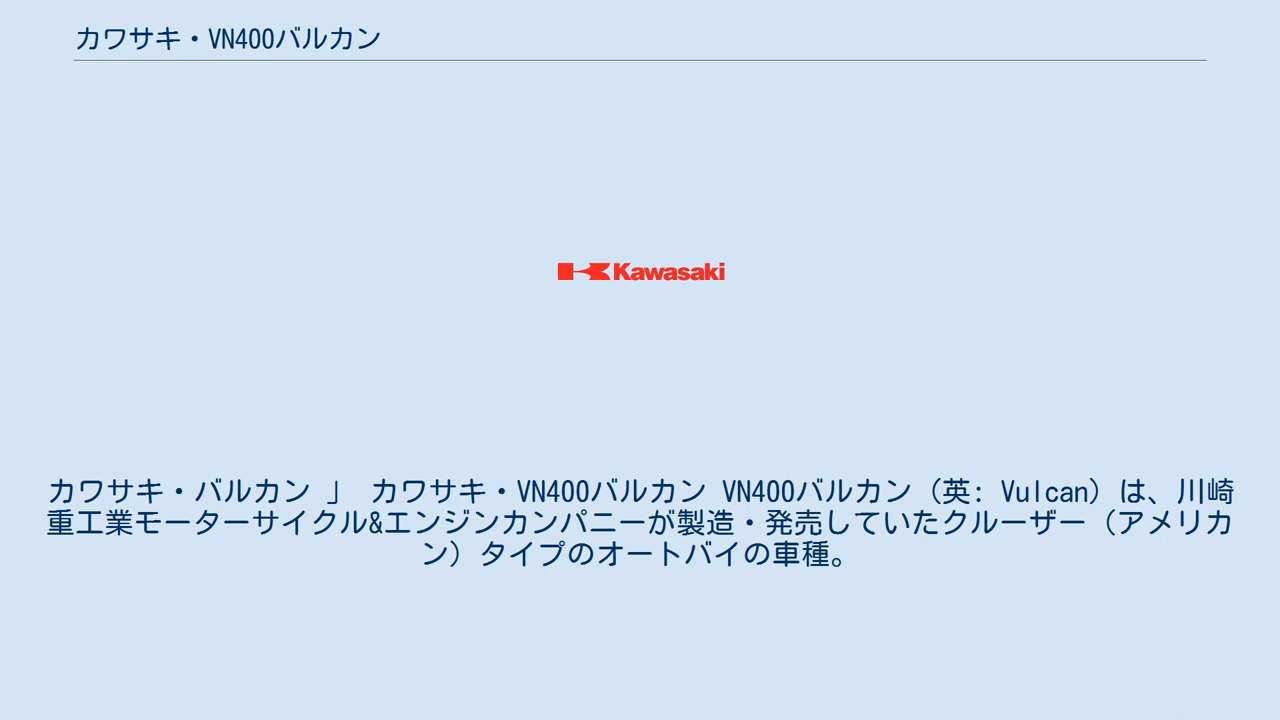 カワサキ・VN400バルカン
Kawasaki
カワサキ・バルカン 」 カワサキ・VN400バルカン VN400バルカン（英: Vulcan）は、川崎
重工業モーターサイクル&エンジンカンパニーが製造・発売していたクルーザー（アメリカ
ン）タイプのオートバイの車種。